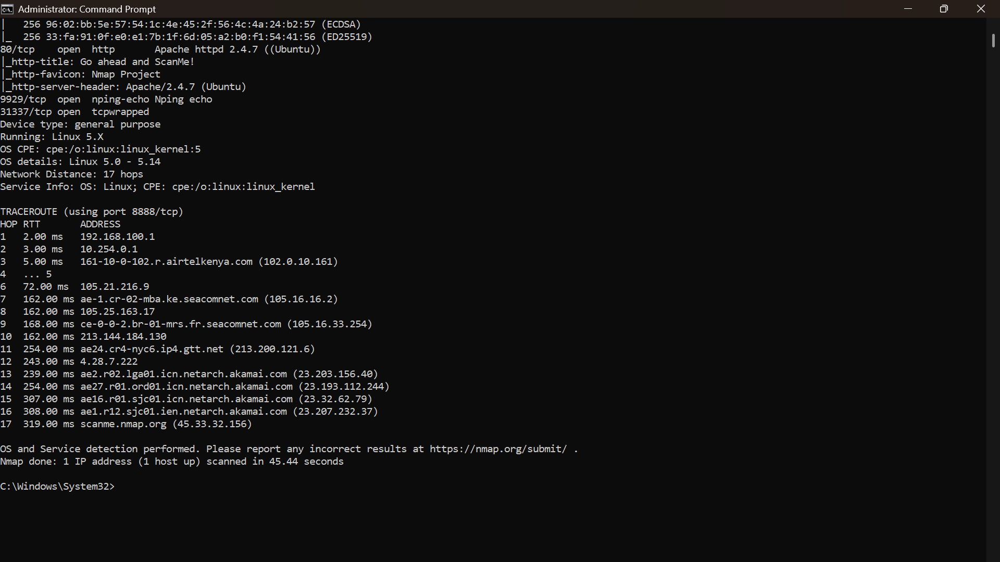 Administrator: Command Prompt
|   256 96:02:bb:5e:57:54:1c:4e:45:2f:56:4c:4a:24:b2:57 (ECDSA)
|_  256 33:fa:91:0f:e0:e1:7b:1f:6d:05:a2:b0:f1:54:41:56 (ED25519)
80/tcp    open  http       Apache httpd 2.4.7 ((Ubuntu))
|_http-title: Go ahead and ScanMe!
|_http-favicon: Nmap Project
|_http-server-header: Apache/2.4.7 (Ubuntu)
9929/tcp  open  nping-echo Nping echo
31337/tcp open  tcpwrapped
Device type: general purpose
Running: Linux 5.X
OS CPE: cpe:/o:linux:linux_kernel:5
OS details: Linux 5.0 - 5.14
Network Distance: 17 hops
Service Info: OS: Linux; CPE: cpe:/o:linux:linux_kernel
TRACEROUTE (using port 8888/tcp)
HOP RTT       ADDRESS
1   2.00 ms   192.168.100.1
2   3.00 ms   10.254.0.1
3   5.00 ms   161-10-0-102.r.airtelkenya.com (102.0.10.161)
4   ... 5
6   72.00 ms  105.21.216.9
7   162.00 ms ae-1.cr-02-mba.ke.seacomnet.com (105.16.16.2)
8   162.00 ms 105.25.163.17
9   168.00 ms ce-0-0-2.br-01-mrs.fr.seacomnet.com (105.16.33.254)
10  162.00 ms 213.144.184.130
11  254.00 ms ae24.cr4-nyc6.ip4.gtt.net (213.200.121.6)
12  243.00 ms 4.28.7.222
13  239.00 ms ae2.r02.lga01.icn.netarch.akamai.com (23.203.156.40)
14  254.00 ms ae27.r01.ord01.icn.netarch.akamai.com (23.193.112.244)
15  307.00 ms ae16.r01.sjc01.icn.netarch.akamai.com (23.32.62.79)
16  308.00 ms ae1.r12.sjc01.ien.netarch.akamai.com (23.207.232.37)
17  319.00 ms scanme.nmap.org (45.33.32.156)
OS and Service detection performed. Please report any incorrect results at https://nmap.org/submit/ .
Nmap done: 1 IP address (1 host up) scanned in 45.44 seconds
C:\Windows\System32>